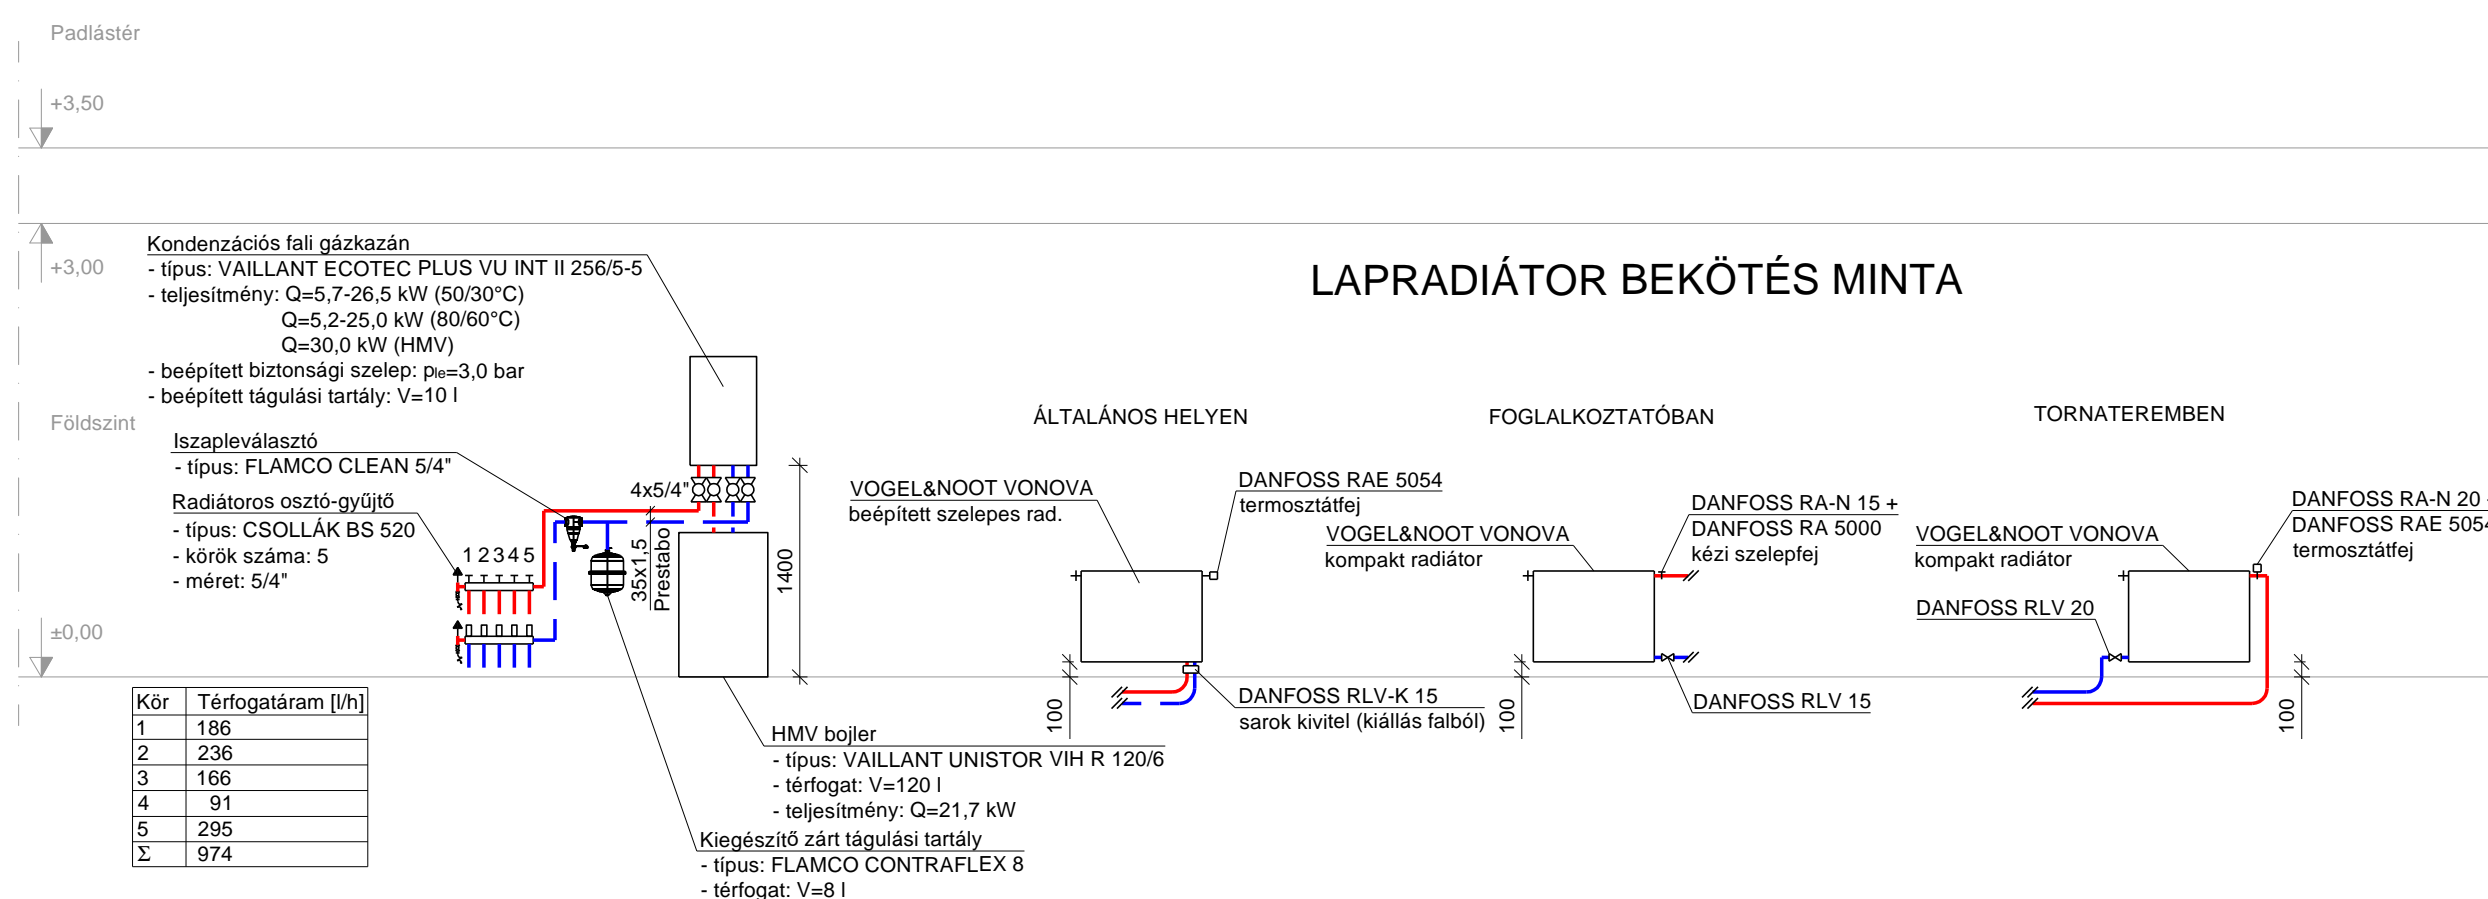 Padlástér
+3,50
+3,00
Kondenzációs fali gázkazán
- típus: VAILLANT ECOTEC PLUS VU INT II 256/5-5
- teljesítmény: Q=5,7-26,5 kW (50/30°C)
Q=5,2-25,0 kW (80/60°C)
Q=30,0 kW (HMV)
- beépített biztonsági szelep: ple=3,0 bar
- beépített tágulási tartály: V=10 l
LAPRADIÁTOR BEKÖTÉS MINTA
Földszint
Iszapleválasztó
- típus: FLAMCO CLEAN 5/4"
Radiátoros osztó-gyűjtő
- típus: CSOLLÁK BS 520
- körök száma: 5
- méret: 5/4"
1 2 3 4 5
4x5/4"
35x1,5
Prestabo
1400
±0,00
ÁLTALÁNOS HELYEN
VOGEL&NOOT VONOVA
beépített szelepes rad.
DANFOSS RAE 5054
termosztátfej
100
DANFOSS RLV-K 15
sarok kivitel (kiállás falból)
FOGLALKOZTATÓBAN
VOGEL&NOOT VONOVA
kompakt radiátor
DANFOSS RA-N 15 +
DANFOSS RA 5000
kézi szelepfej
100
DANFOSS RLV 15
TORNATEREMBEN
VOGEL&NOOT VONOVA
kompakt radiátor
DANFOSS RLV 20
DANFOSS RA-N 20
DANFOSS RAE 5054
termosztátfej
100
Kör Térfogatáram [l/h]
1 186
2 236
3 166
4 91
5 295
Σ 974
HMV bojler
- típus: VAILLANT UNISTOR VIH R 120/6
- térfogat: V=120 l
- teljesítmény: Q=21,7 kW
Kiegészítő zárt tágulási tartály
- típus: FLAMCO CONTRAFLEX 8
- térfogat: V=8 l